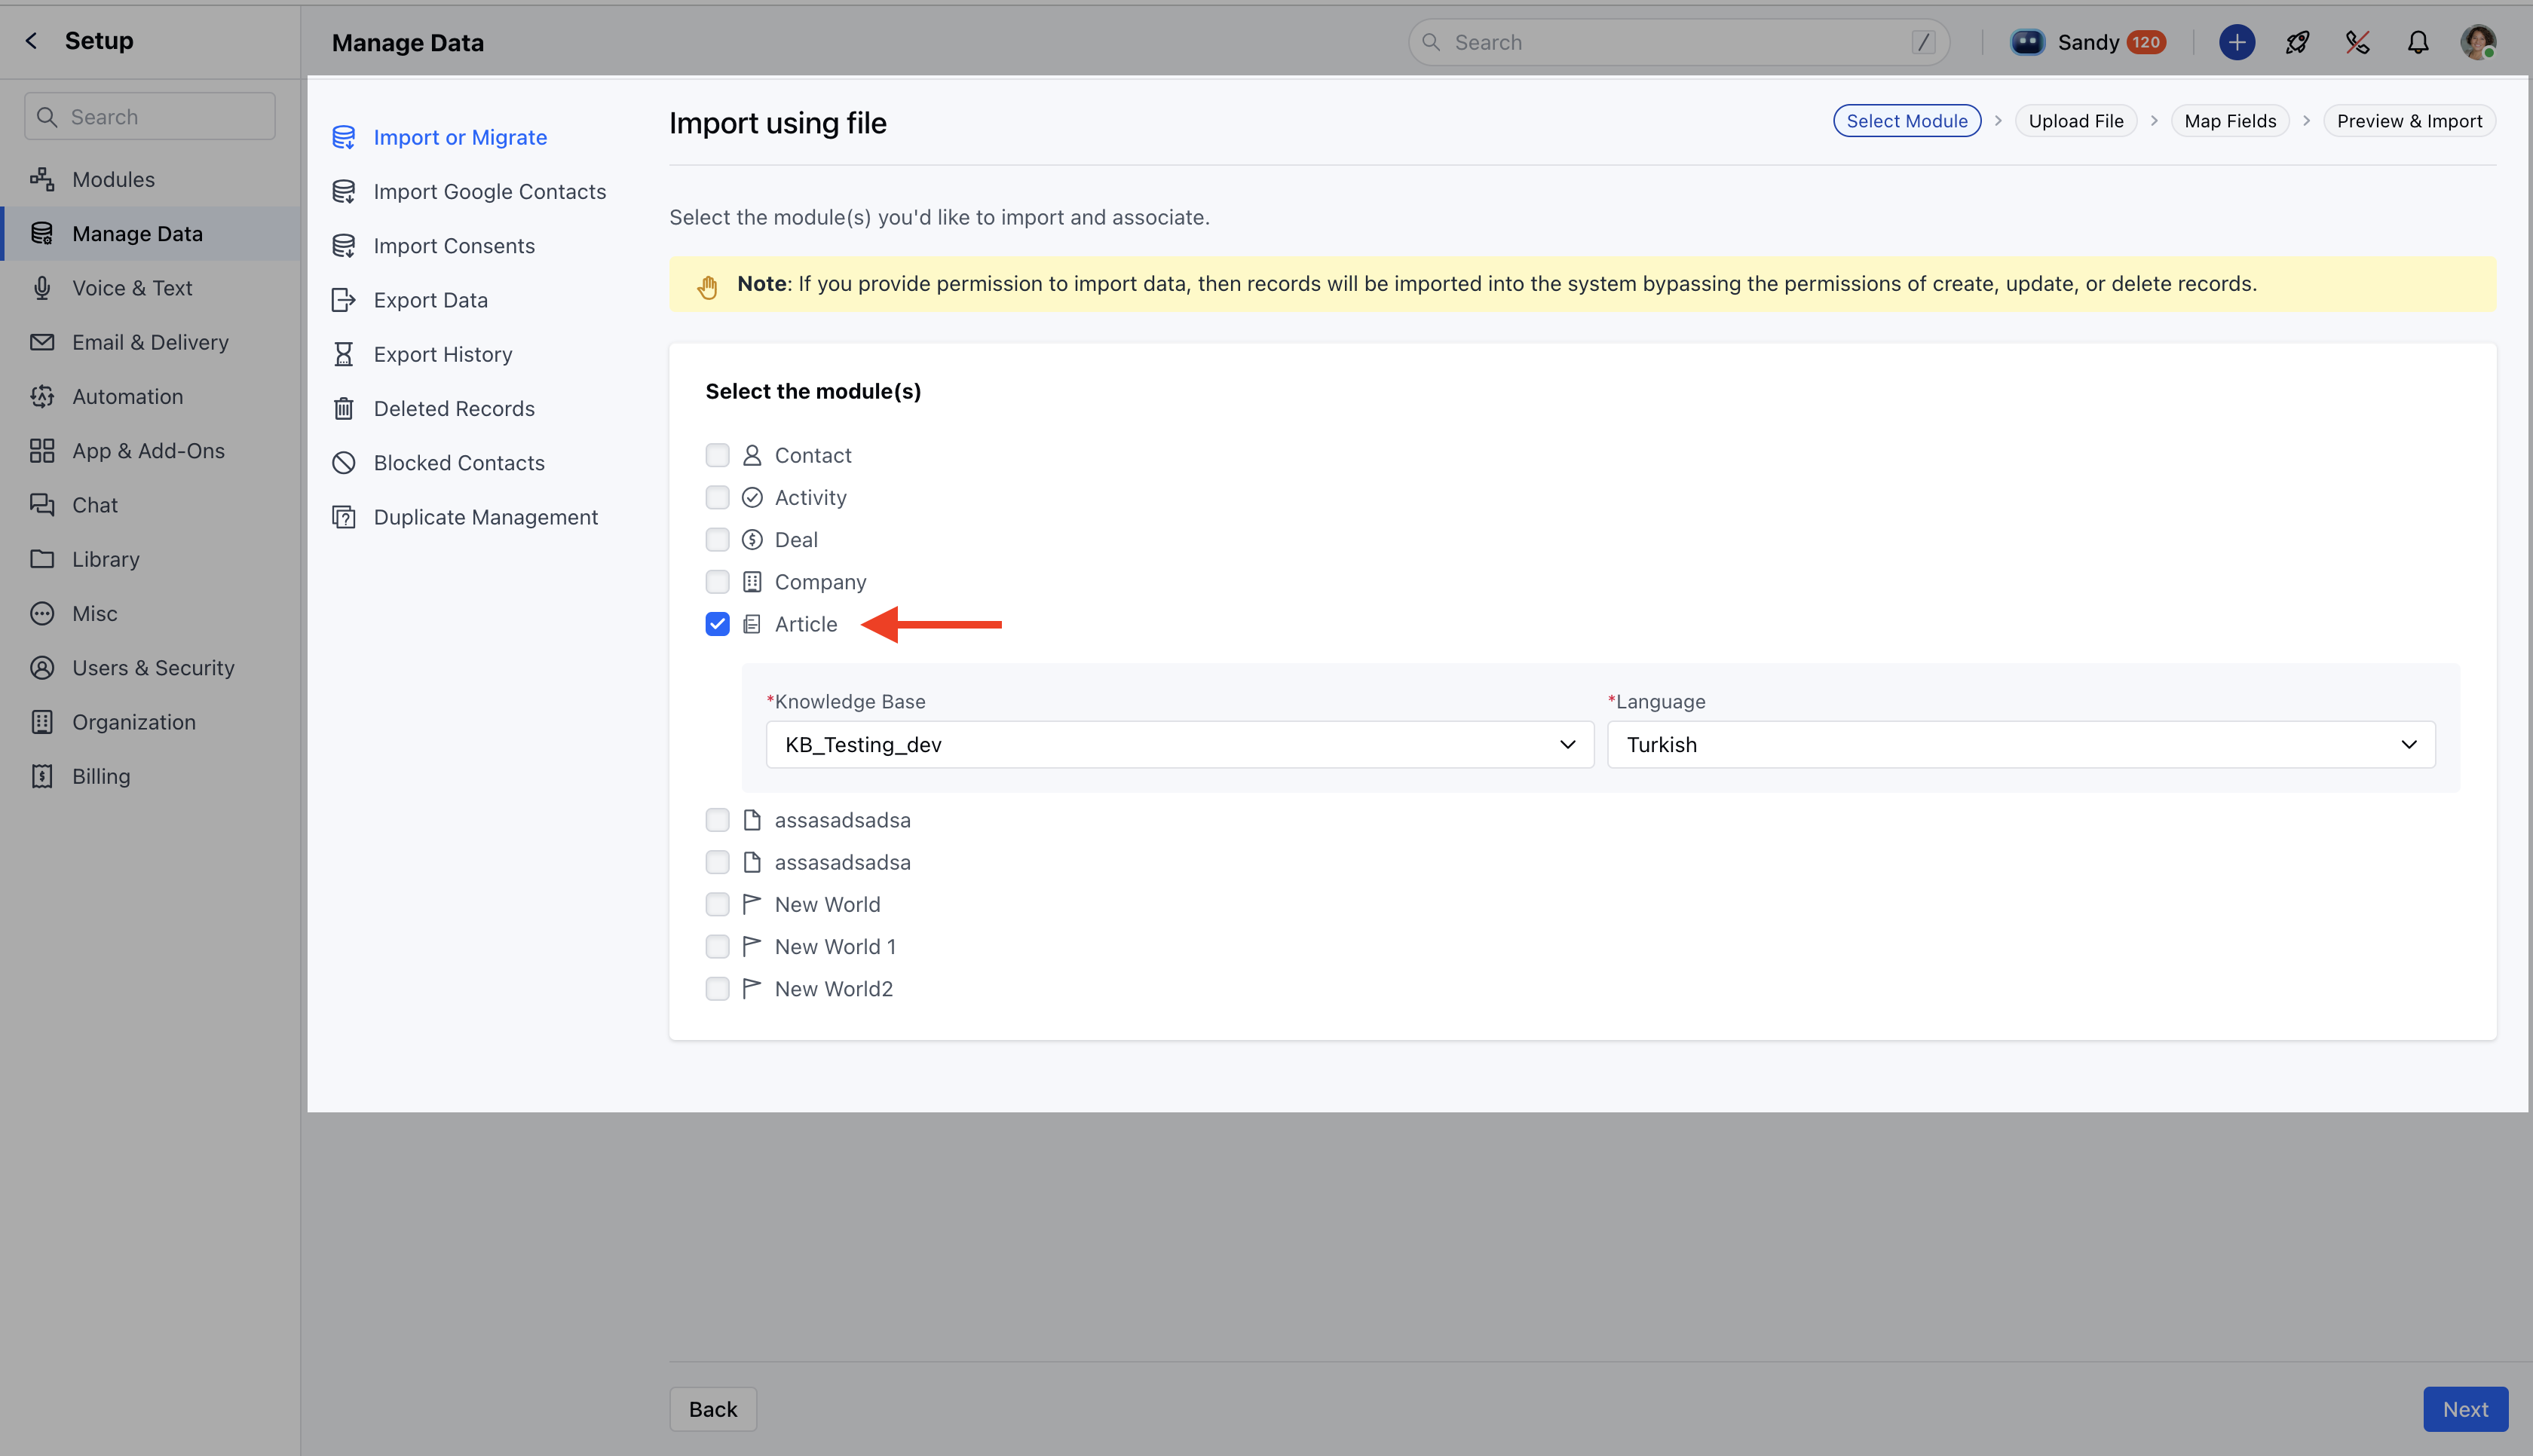 Setup
Manage Data
Search
/
Sandy 120
Search
Modules
Manage Data
Voice & Text
Email & Delivery
Automation
App & Add-Ons
Chat
Library
Misc
Users & Security
Organization
Billing
Import or Migrate
Import Google Contacts
Import Consents
Export Data
Export History
Deleted Records
Blocked Contacts
Duplicate Management
Import using file
Select Module > Upload File > Map Fields > Preview & Import
Select the module(s) you'd like to import and associate.
Note: If you provide permission to import data, then records will be imported into the system bypassing the permissions of create, update, or delete records.
Select the module(s)
Contact
Activity
Deal
Company
Article
*Knowledge Base
KB_Testing_dev
*Language
Turkish
assasadsadsa
assasadsadsa
New World
New World 1
New World2
Back
Next